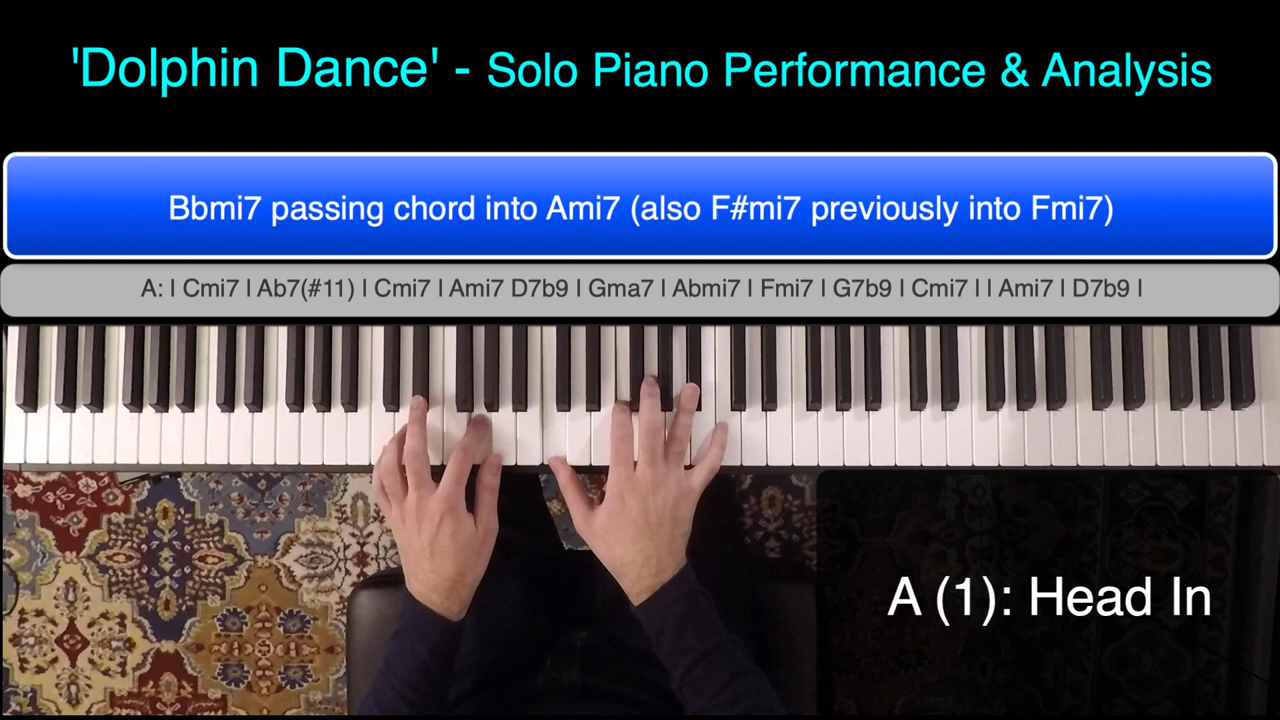 'Dolphin Dance' - Solo Piano Performance & Analysis
Bbmi7 passing chord into Ami7 (also F#mi7 previously into Fmi7)
A: | Cmi7 | Ab7(#11) | Cmi7 | Ami7 D7b9 | Gma7 | Abmi7 | Fmi7 | G7b9 | Cmi7 | | Ami7 | D7b9 |
A (1): Head In